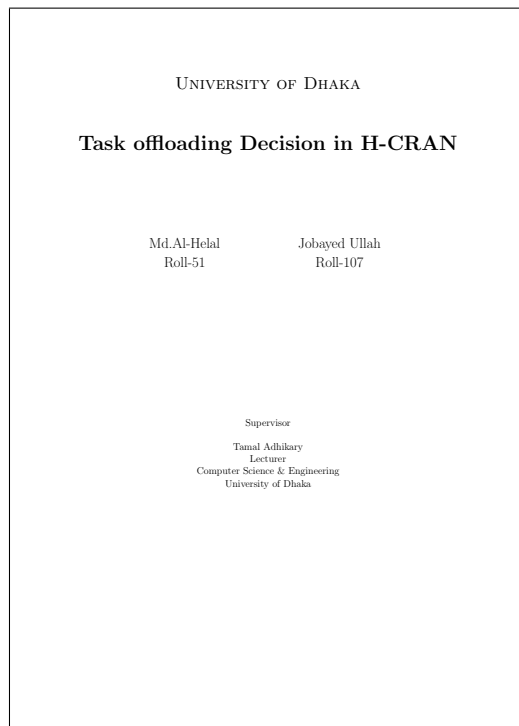 University of Dhaka
Task offloading Decision in H-CRAN
Md.Al-Helal Jobayed Ullah
Roll-51 Roll-107
Supervisor
Tamal Adhikary
Lecturer
Computer Science & Engineering
University of Dhaka